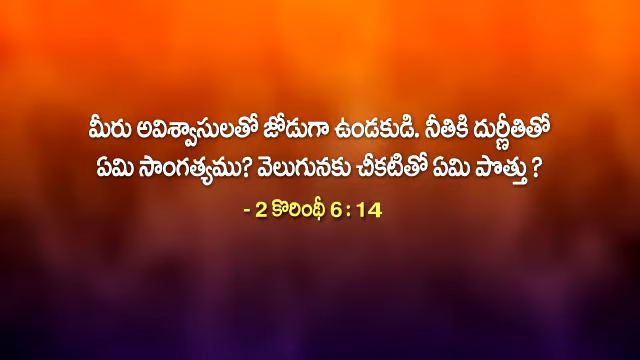 మీరు అవిశ్వాసులతో జోడుగా ఉండకుడి. నీతికి దుర్ణీతితో
ఏమి సాంగత్యము? వెలుగునకు చీకటితో ఏమి పొత్తు ?
- 2 కొరింథీ 6 : 14